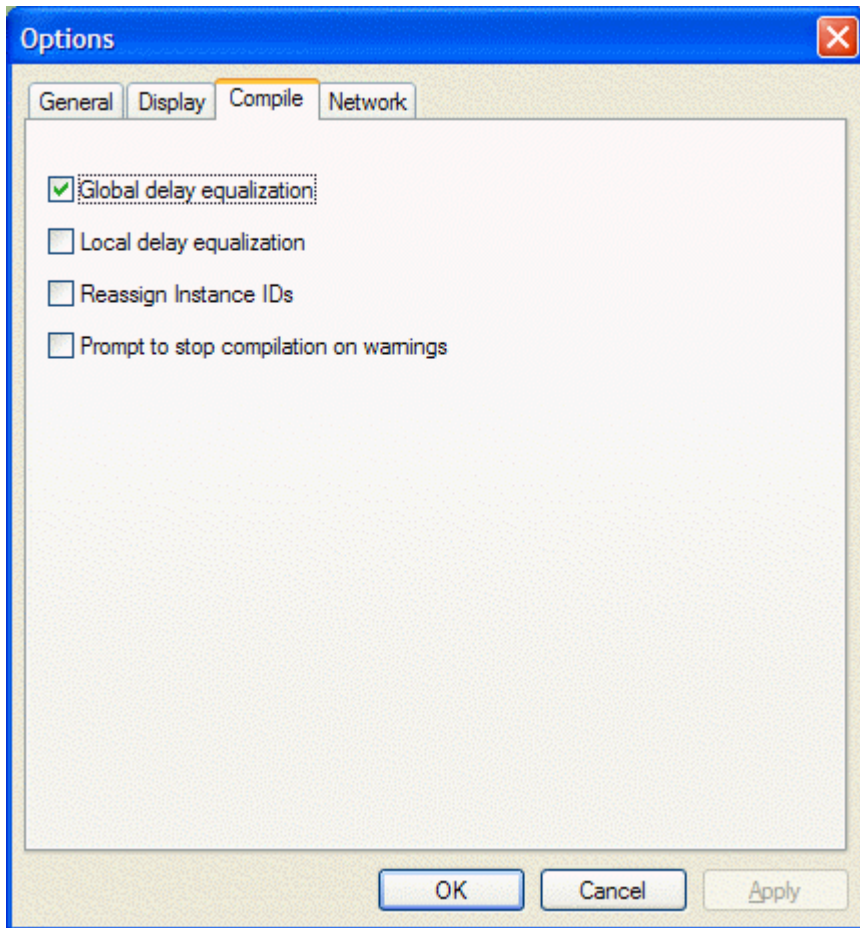 Options
General Display Compile Network
Global delay equalization
Local delay equalization
Reassign Instance IDs
Prompt to stop compilation on warnings
OK Cancel Apply